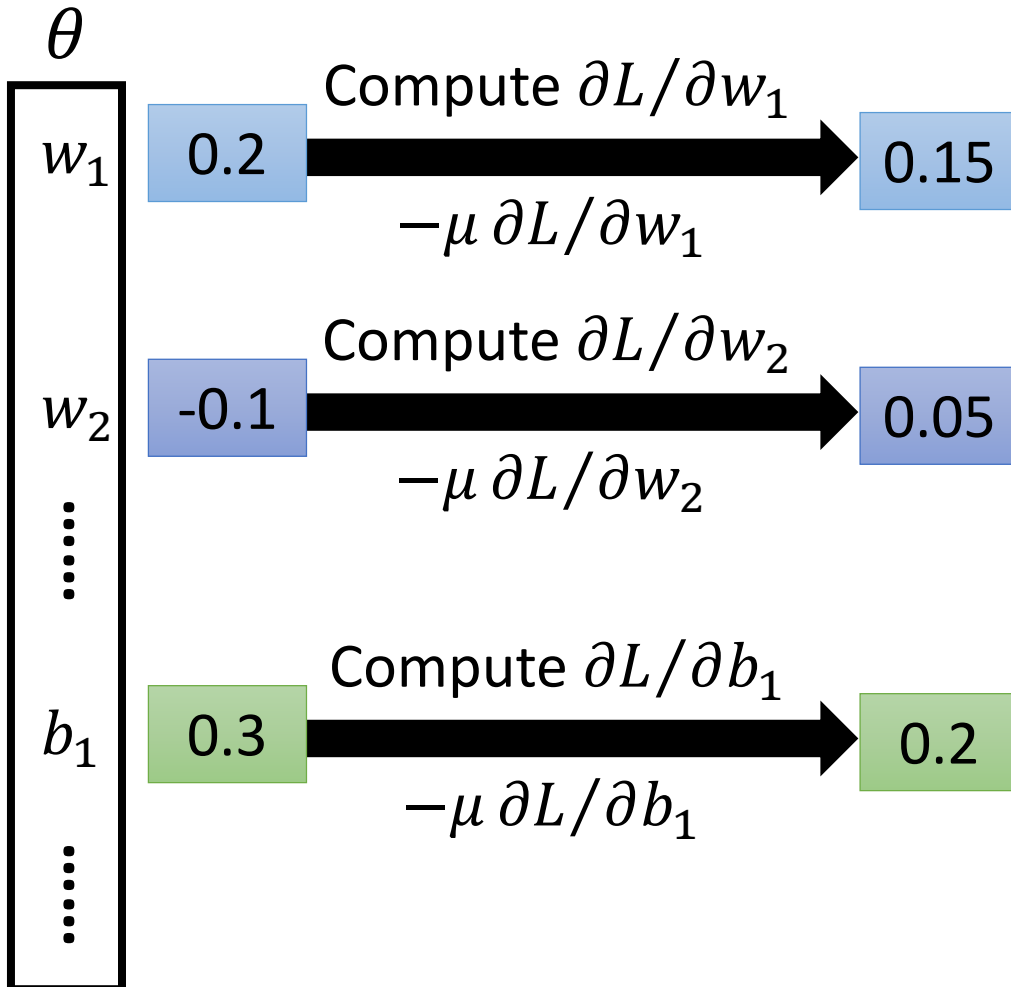 θ
Compute ∂L/∂w₁
w₁ 0.2 0.15
−μ ∂L/∂w₁
Compute ∂L/∂w₂
w₂ -0.1 0.05
−μ ∂L/∂w₂
......
Compute ∂L/∂b₁
b₁ 0.3 0.2
−μ ∂L/∂b₁
......